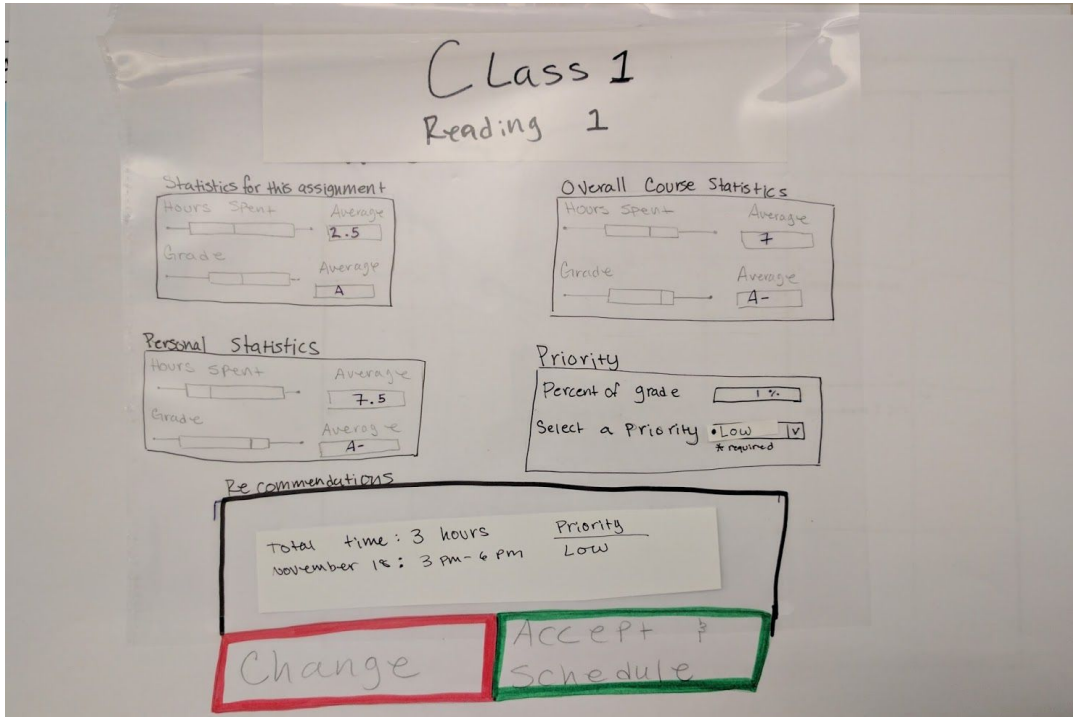 Class 1
Reading 1
Statistics for this assignment
Hours Spent Average
2.5
Grade
Average
A
Overall Course Statistics
Hours Spent Average
7
Grade Average
A-
Personal Statistics
Hours Spent Average
7.5
Grade
Average
A-
Priority
Percent of grade 1%
Select a Priority •Low v
* required
Recommendations
Total time: 3 hours
November 18: 3 pm-6 pm
Priority
Low
Change
Accept &
Schedule